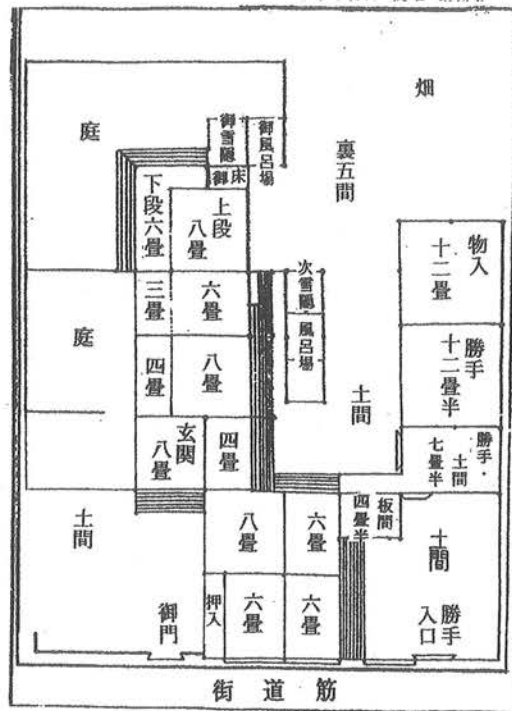 畑
庭
御雪隠
御風呂場
裏五間
御床
下段六畳
上段
八畳
物入
十二畳
三畳
六畳
次雪隠
風呂場
庭
四畳
八畳
勝手
十二畳半
土間
玄関
八畳
四畳
勝手・
土間
七畳半
土間
八畳
六畳
板間
四畳半
土間
押入
六畳
六畳
御門
勝手
入口
街道筋